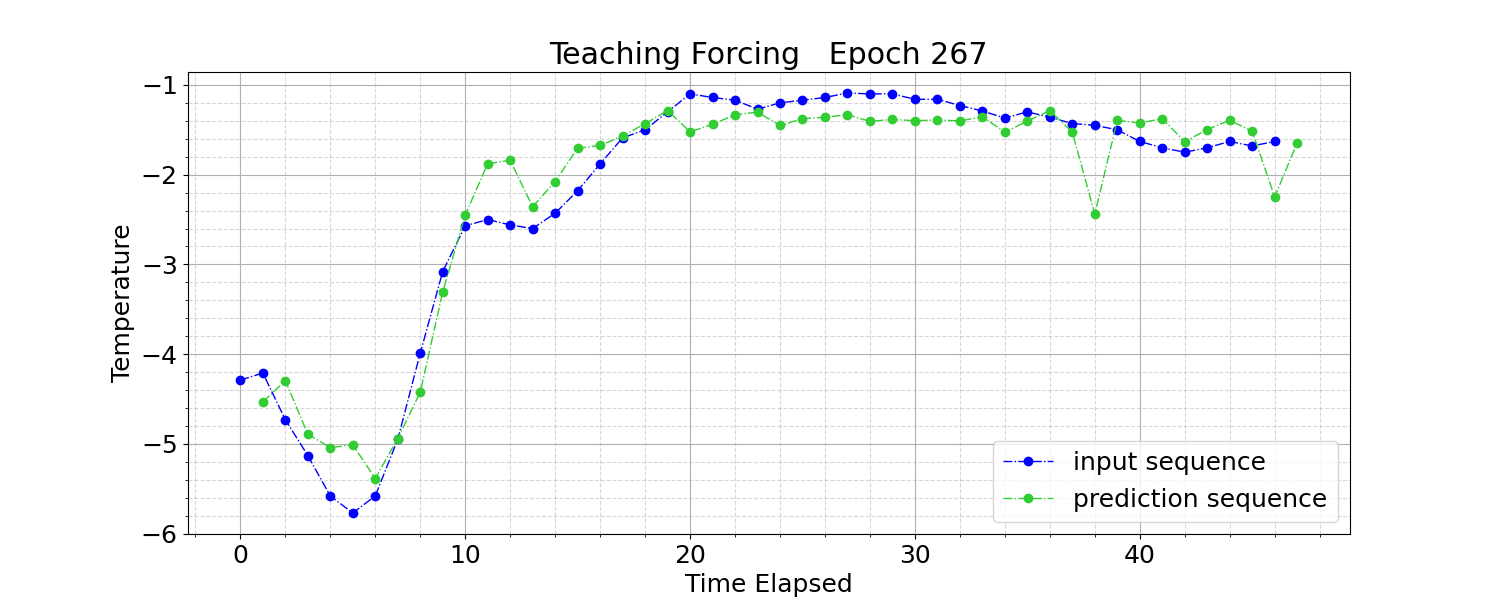 Teaching Forcing   Epoch 267
−1
−2
−3
−4
−5
−6
Temperature
input sequence
prediction sequence
0 10 20 30 40
Time Elapsed